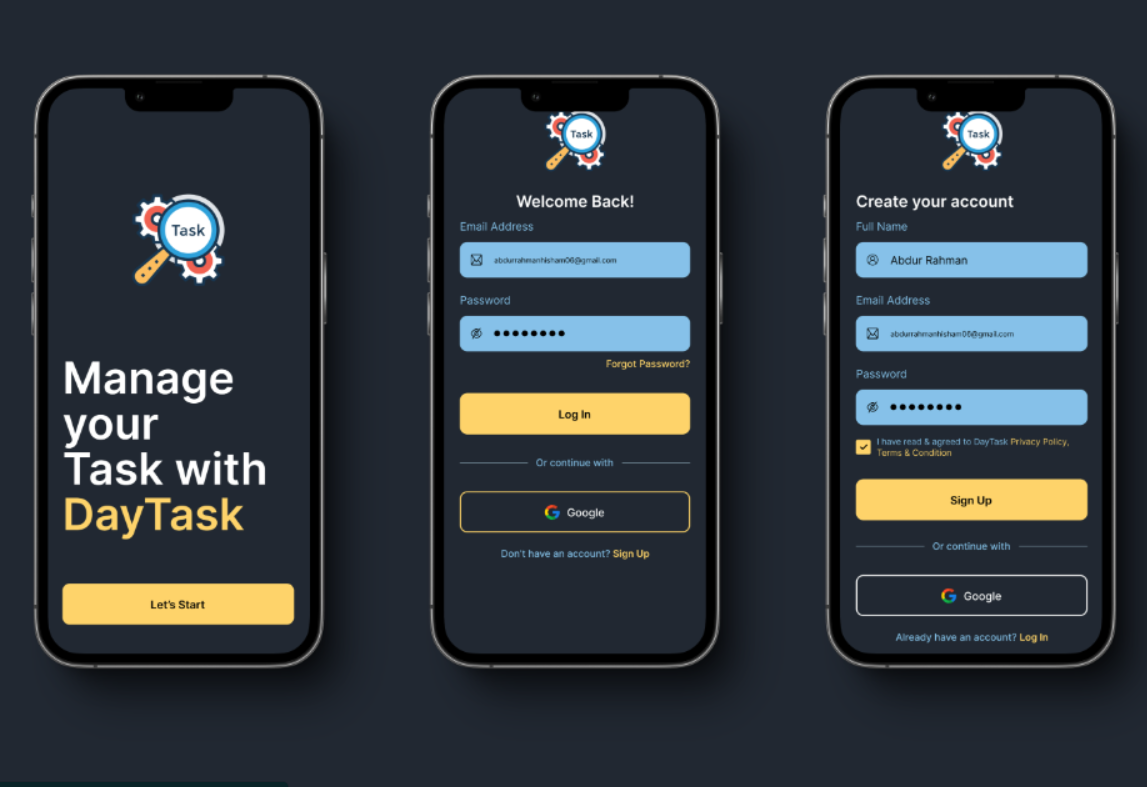 Task
Manage
your
Task with
DayTask
Let's Start
Task
Welcome Back!
Email Address
abdurrahmanhisham06@gmail.com
Password
Forgot Password?
Log In
Or continue with
Google
Don't have an account? Sign Up
Task
Create your account
Full Name
Abdur Rahman
Email Address
abdurrahmanhisham06@gmail.com
Password
I have read & agreed to DayTask Privacy Policy,
Terms & Condition
Sign Up
Or continue with
Google
Already have an account? Log In